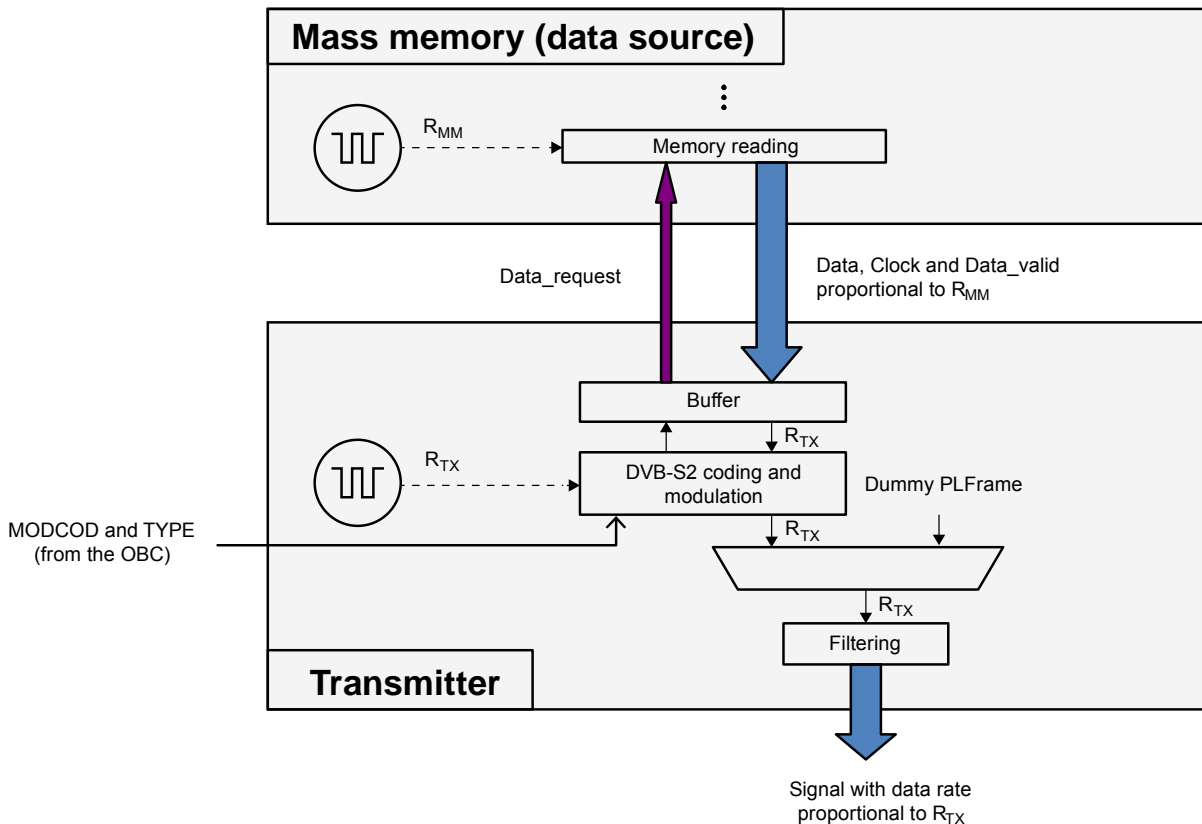 Mass memory (data source)
R_MM
Memory reading
Data_request
Data, Clock and Data_valid
proportional to R_MM
Buffer
R_TX
R_TX
DVB-S2 coding and
modulation
Dummy PLFrame
MODCOD and TYPE
(from the OBC)
R_TX
R_TX
Filtering
Transmitter
Signal with data rate
proportional to R_TX